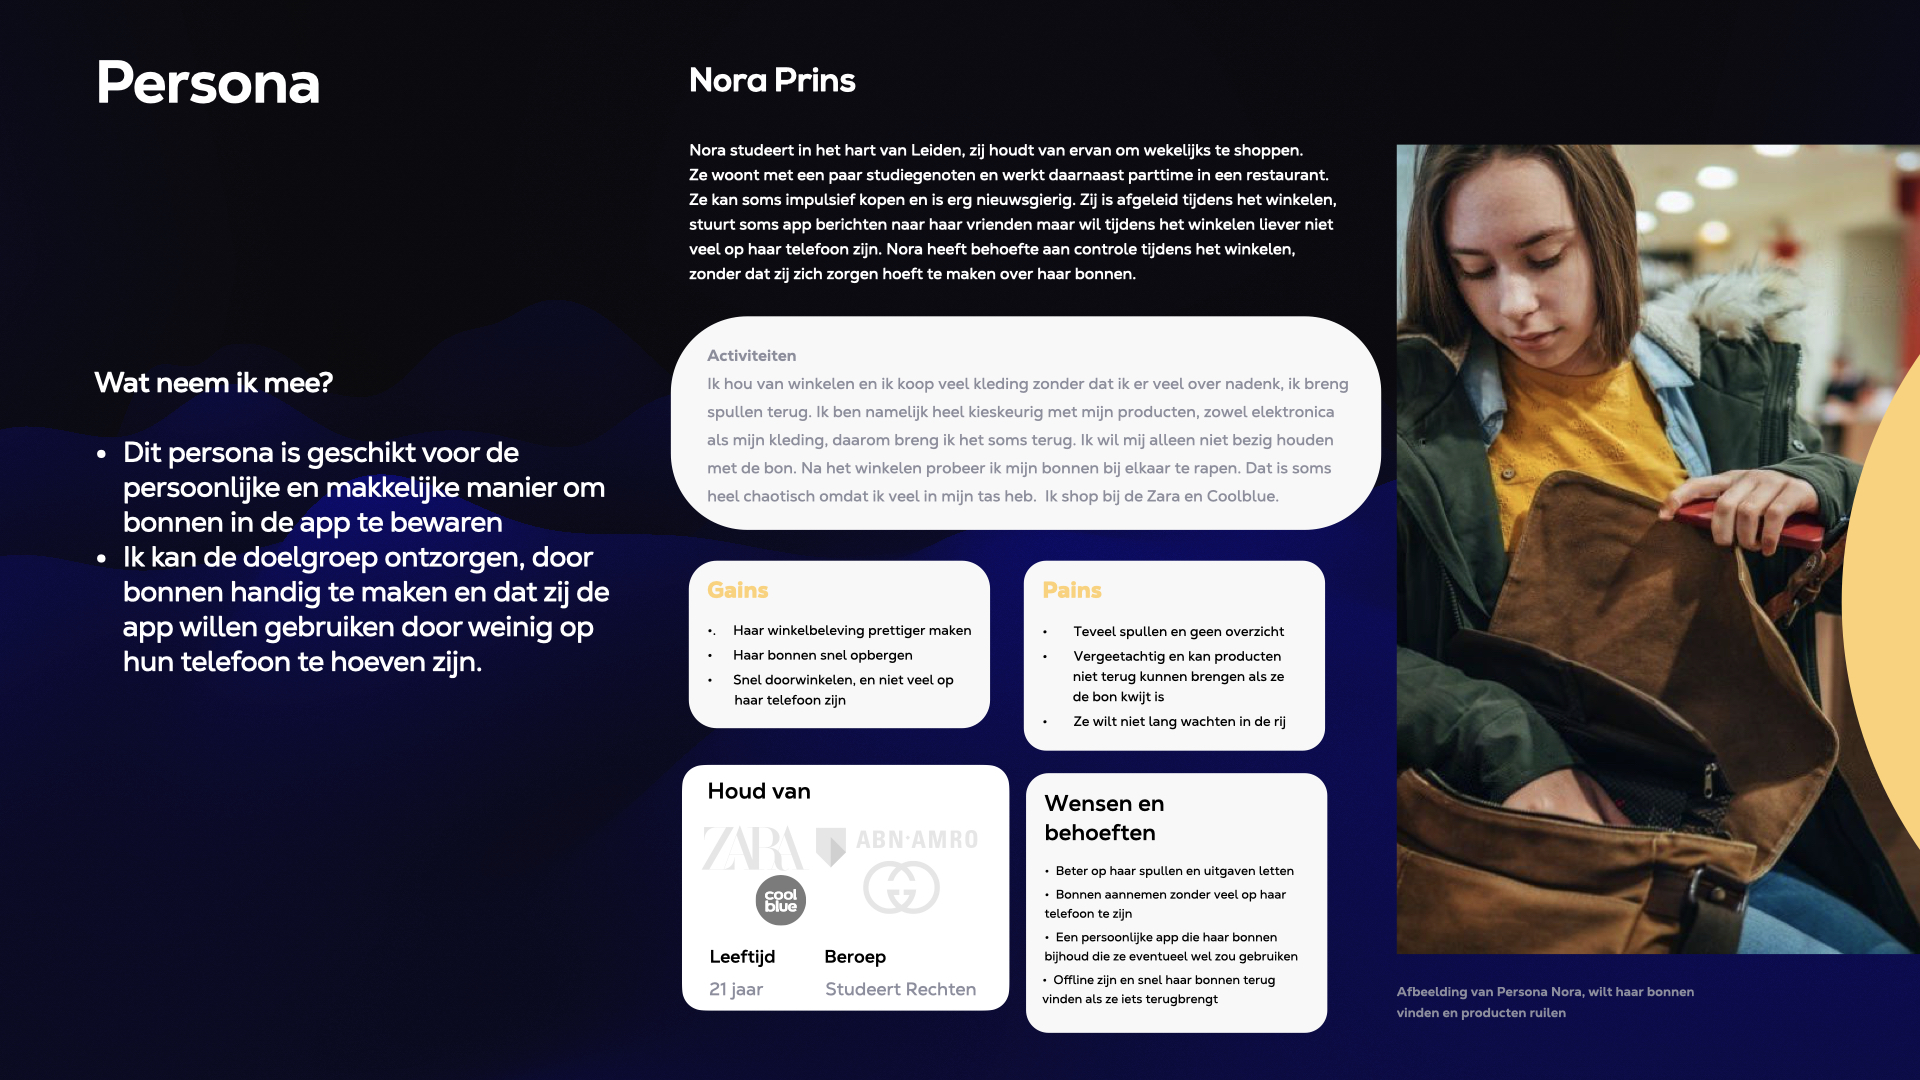 Persona
Wat neem ik mee?
• Dit persona is geschikt voor de
persoonlijke en makkelijke manier om
bonnen in de app te bewaren
• Ik kan de doelgroep ontzorgen, door
bonnen handig te maken en dat zij de
app willen gebruiken door weinig op
hun telefoon te hoeven zijn.
Nora Prins
Nora studeert in het hart van Leiden, zij houdt van ervan om wekelijks te shoppen.
Ze woont met een paar studiegenoten en werkt daarnaast parttime in een restaurant.
Ze kan soms impulsief kopen en is erg nieuwsgierig. Zij is afgeleid tijdens het winkelen,
stuurt soms app berichten naar haar vrienden maar wil tijdens het winkelen liever niet
veel op haar telefoon zijn. Nora heeft behoefte aan controle tijdens het winkelen,
zonder dat zij zich zorgen hoeft te maken over haar bonnen.
Activiteiten
Ik hou van winkelen en ik koop veel kleding zonder dat ik er veel over nadenk, ik breng
spullen terug. Ik ben namelijk heel kieskeurig met mijn producten, zowel elektronica
als mijn kleding, daarom breng ik het soms terug. Ik wil mij alleen niet bezig houden
met de bon. Na het winkelen probeer ik mijn bonnen bij elkaar te rapen. Dat is soms
heel chaotisch omdat ik veel in mijn tas heb. Ik shop bij de Zara en Coolblue.
Gains
•. Haar winkelbeleving prettiger maken
• Haar bonnen snel opbergen
• Snel doorwinkelen, en niet veel op
haar telefoon zijn
Pains
• Teveel spullen en geen overzicht
• Vergeetachtig en kan producten
niet terug kunnen brengen als ze
de bon kwijt is
• Ze wilt niet lang wachten in de rij
Houd van
ZARA
ABN·AMRO
cool
blue
Leeftijd
21 jaar
Beroep
Studeert Rechten
Wensen en
behoeften
• Beter op haar spullen en uitgaven letten
• Bonnen aannemen zonder veel op haar
telefoon te zijn
• Een persoonlijke app die haar bonnen
bijhoud die ze eventueel wel zou gebruiken
• Offline zijn en snel haar bonnen terug
vinden als ze iets terugbrengt
Afbeelding van Persona Nora, wilt haar bonnen
vinden en producten ruilen